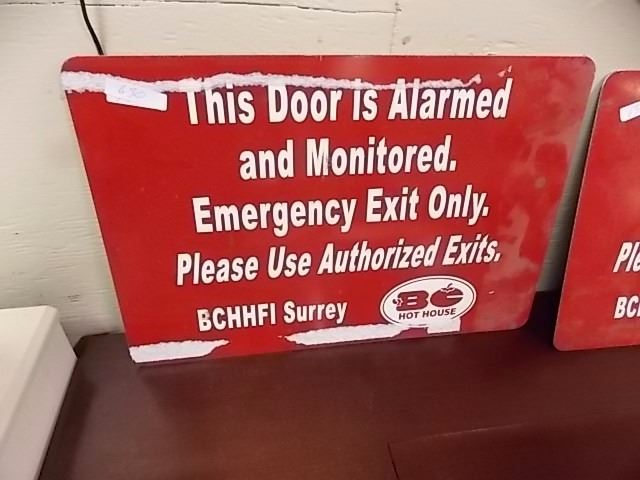 This Door is Alarmed
and Monitored.
Emergency Exit Only.
Please Use Authorized Exits.
BCHHFI Surrey
BC
HOT HOUSE